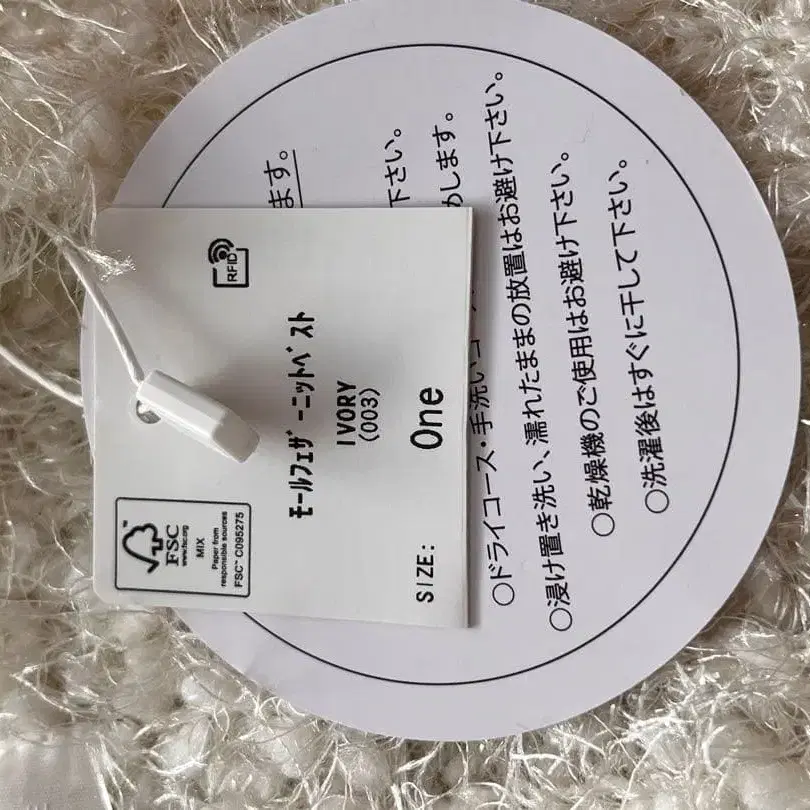 RFID
ﾓｰﾙﾌｪｻﾞｰﾆｯﾄﾍﾞｽﾄ
IVORY
(003)
SIZE: One
FSC
www.fsc.org
MIX
Paper from
responsible sources
FSC™ C095275
ます。
下さい。
めします。
○ドライコース・手洗いコー
○浸け置き洗い、濡れたままの放置はお避け下さい。
○乾燥機のご使用はお避け下さい。
○洗濯後はすぐに干して下さい。